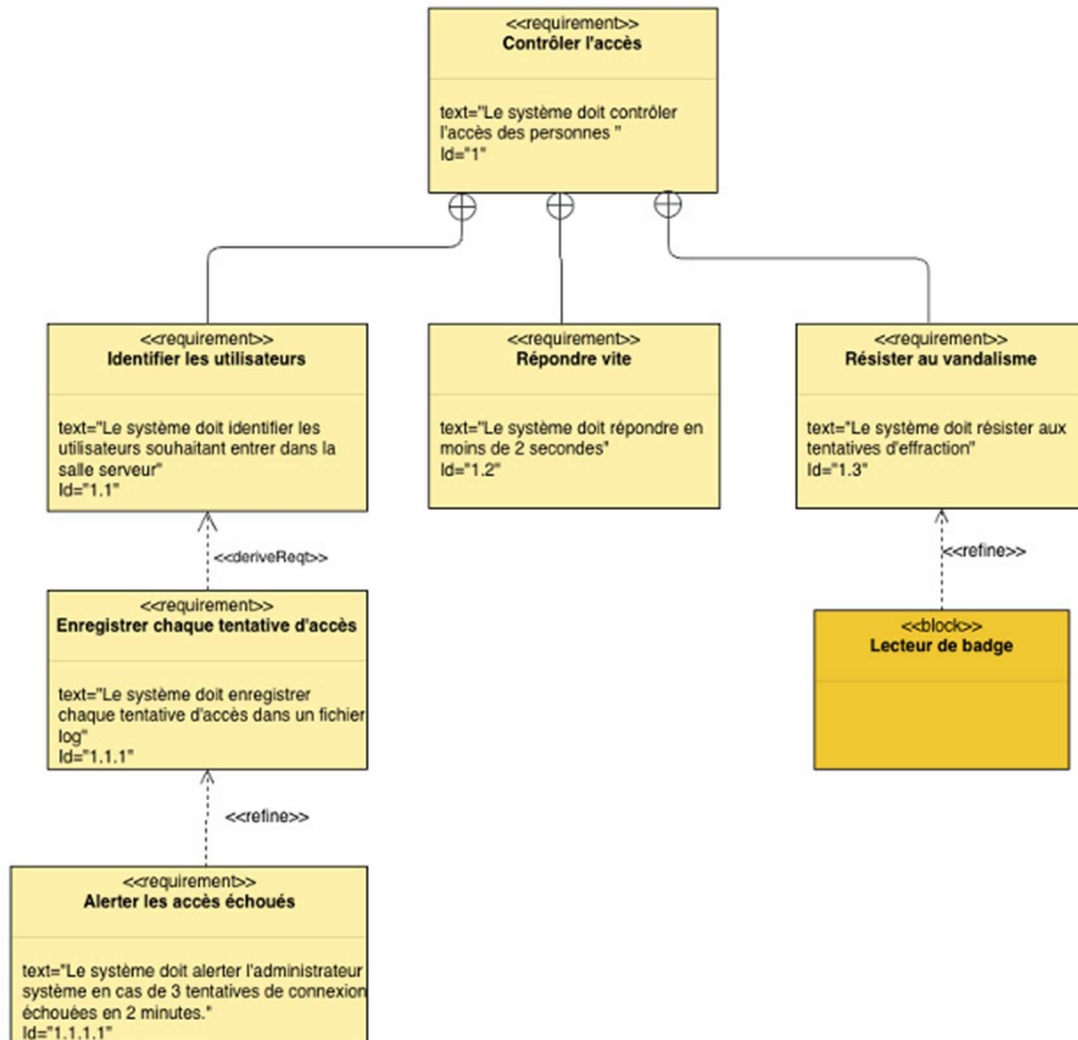 <<requirement>>
Contrôler l'accès
text="Le système doit contrôler
l'accès des personnes "
Id="1"
<<requirement>>
Identifier les utilisateurs
text="Le système doit identifier les
utilisateurs souhaitant entrer dans la
salle serveur"
Id="1.1"
<<requirement>>
Répondre vite
text="Le système doit répondre en
moins de 2 secondes"
Id="1.2"
<<requirement>>
Résister au vandalisme
text="Le système doit résister aux
tentatives d'effraction"
Id="1.3"
<<deriveReqt>>
<<refine>>
<<requirement>>
Enregistrer chaque tentative d'accès
text="Le système doit enregistrer
chaque tentative d'accès dans un fichier
log"
Id="1.1.1"
<<block>>
Lecteur de badge
<<refine>>
<<requirement>>
Alerter les accès échoués
text="Le système doit alerter l'administrateur
système en cas de 3 tentatives de connexion
échouées en 2 minutes."
Id="1.1.1.1"